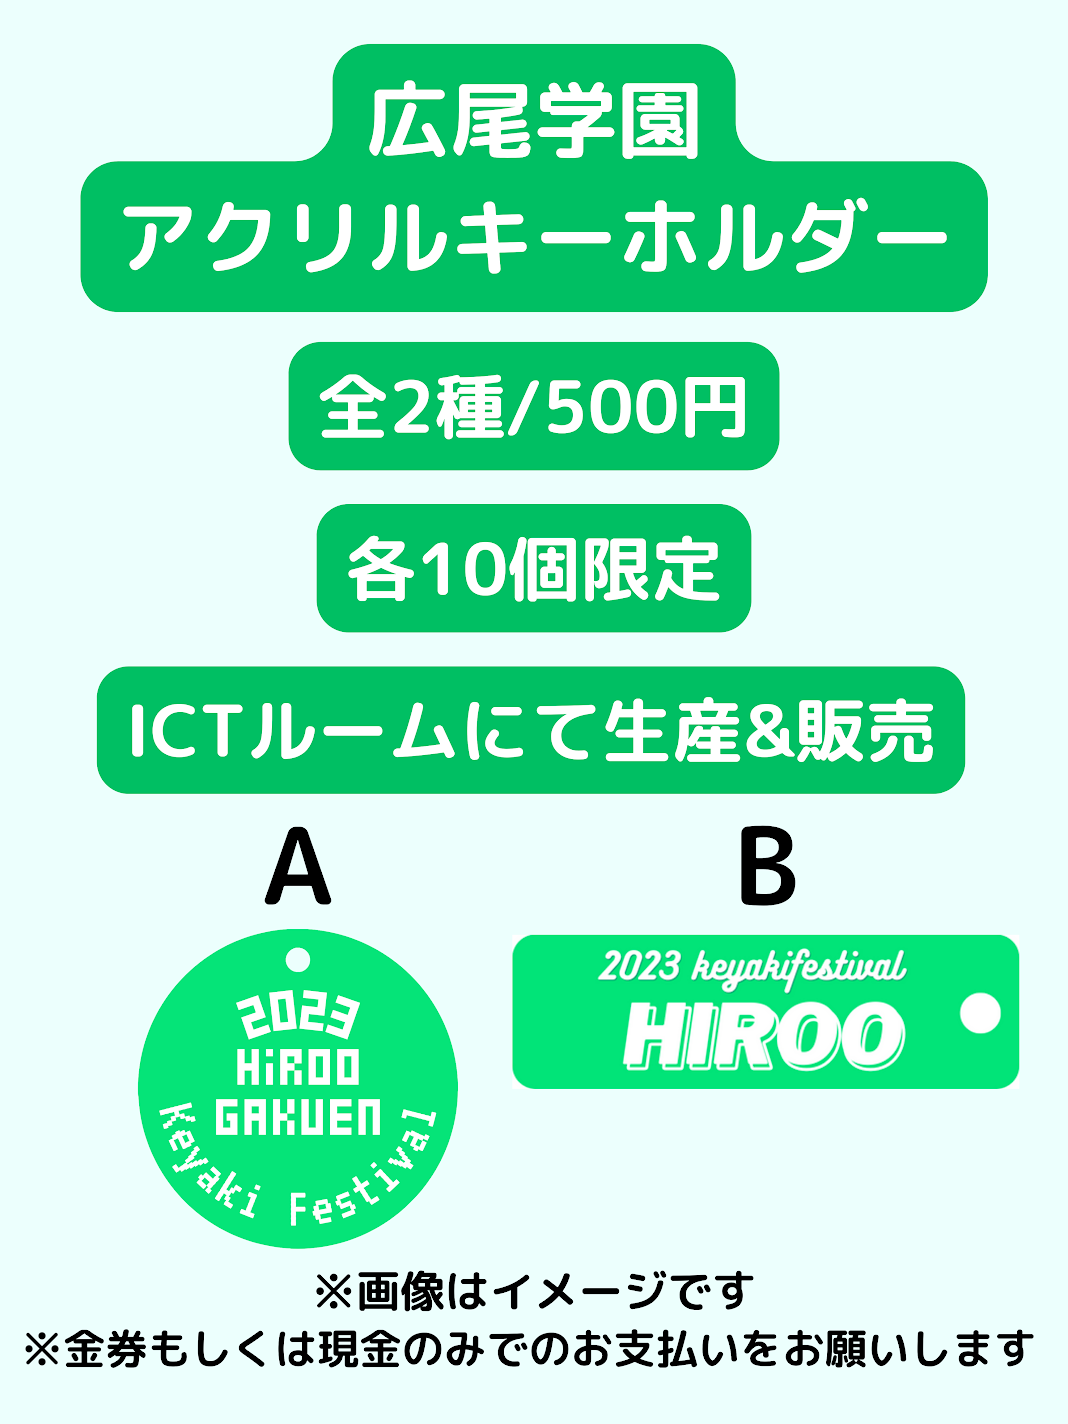 広尾学園
アクリルキーホルダー
全2種/500円
各10個限定
ICTルームにて生産&販売
A
2023
HiROO
GAKUEN
Keyaki Festival
B
2023 keyakifestival
HIROO
※画像はイメージです
※金券もしくは現金のみでのお支払いをお願いします